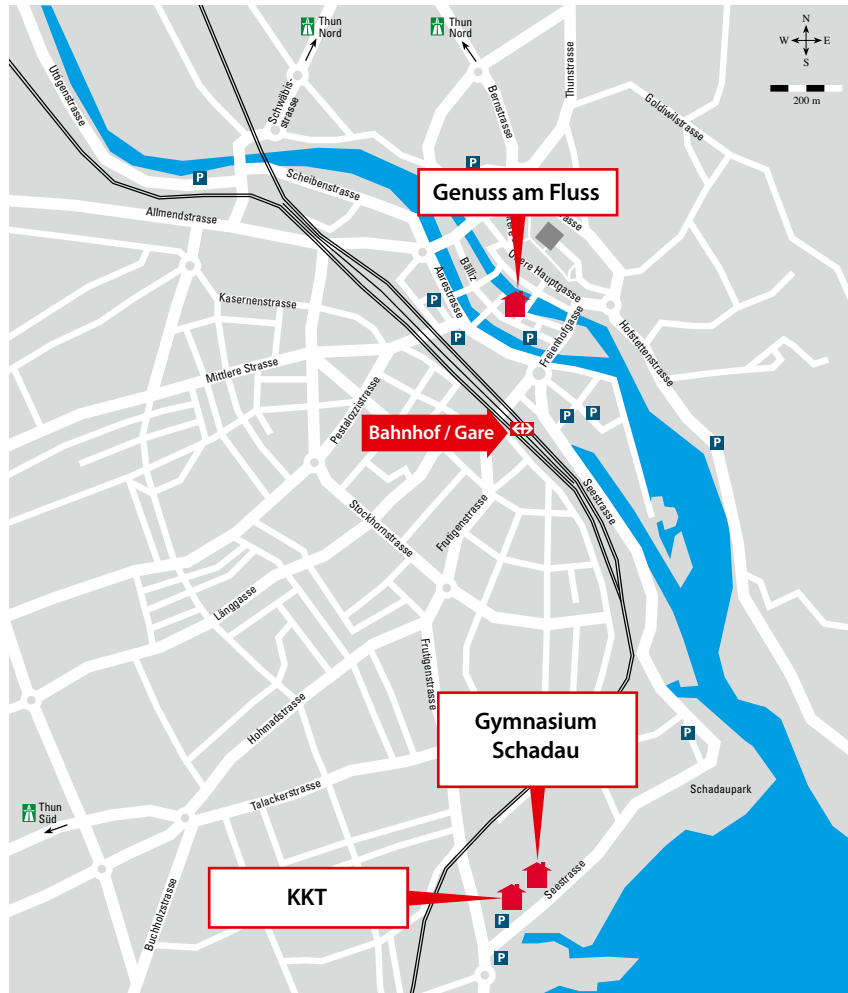 Thun
Nord
Thun
Nord
N
W
E
S
200 m
Uttigenstrasse
Schwäbis-
strasse
Bernstrasse
Thunstrasse
Goldiwilstrasse
P
P
Scheibenstrasse
Genuss am Fluss
Allmendstrasse
Bälliz
Aarestrasse
Obere Hauptgasse
Kasernenstrasse
P
P
P
Freienhofgasse
Hofstettenstrasse
Mittlere Strasse
Pestalozzistrasse
Bahnhof / Gare
P
P
P
Seestrasse
Stockhornstrasse
Frutigenstrasse
Länggasse
Frutigenstrasse
Hohmadstrasse
Gymnasium
Schadau
P
Schadaupark
Talackerstrasse
Thun
Süd
KKT
Seestrasse
Buchholzstrasse
P
P